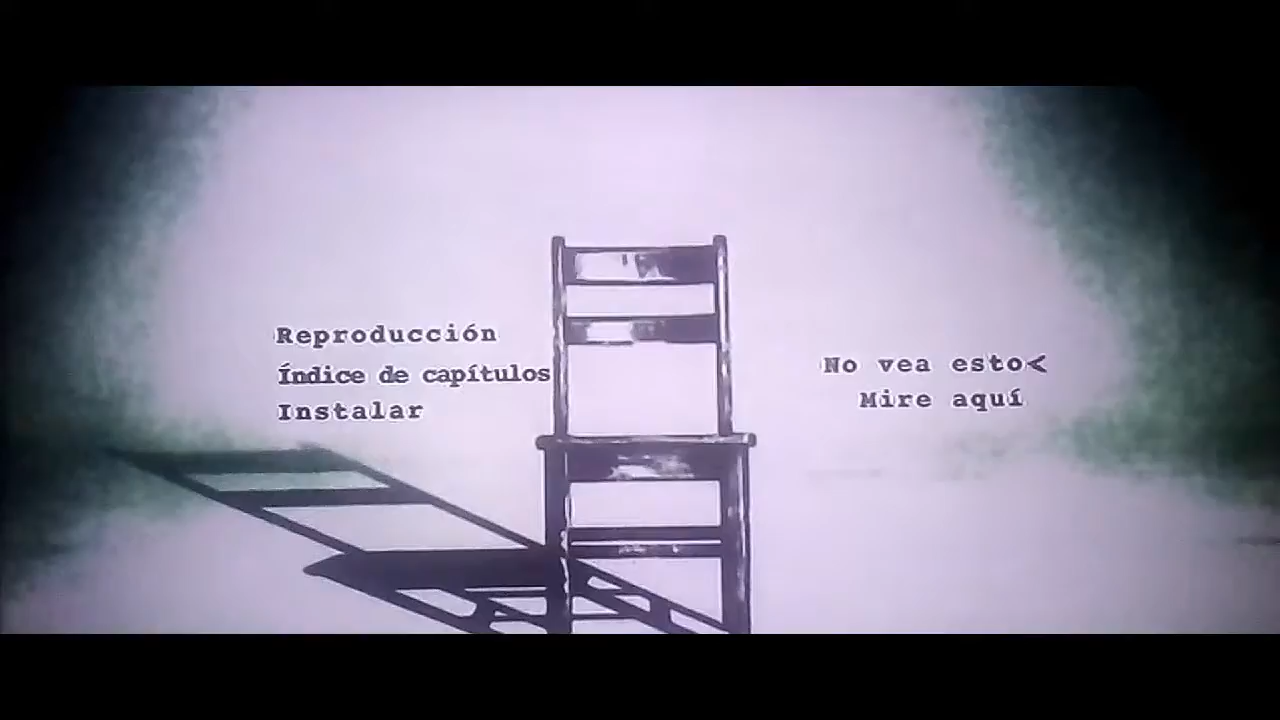 Reproducción
Índice de capítulos
Instalar
No vea esto<
Mire aquí